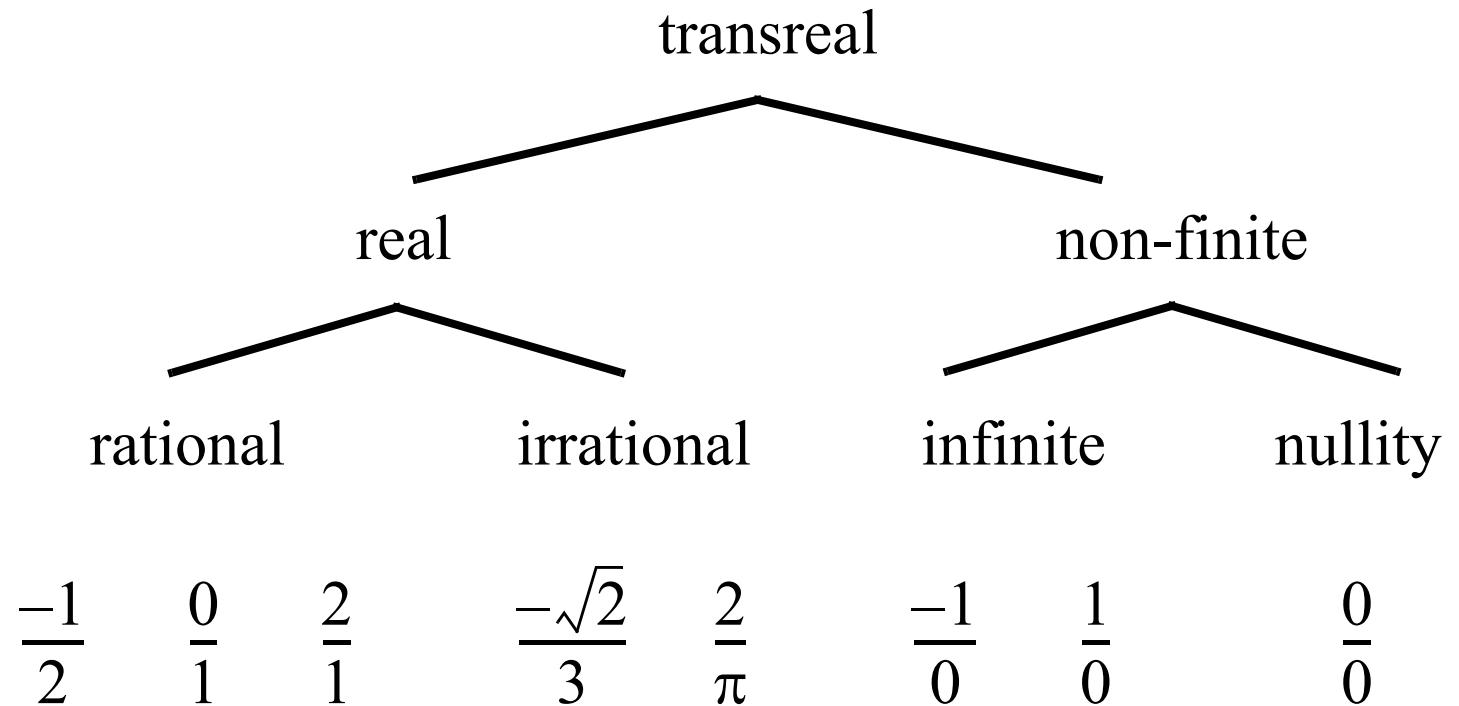 transreal
real non-finite
rational irrational infinite nullity
−1/2 0/1 2/1 −√2/3 2/π −1/0 1/0 0/0